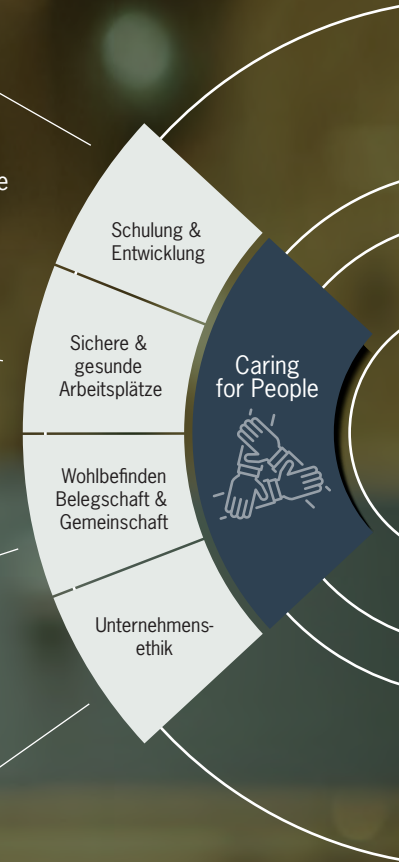 e
Schulung &
Entwicklung
Sichere &
gesunde
Arbeitsplätze
Caring
for People
Wohlbefinden
Belegschaft &
Gemeinschaft
Unternehmens-
ethik